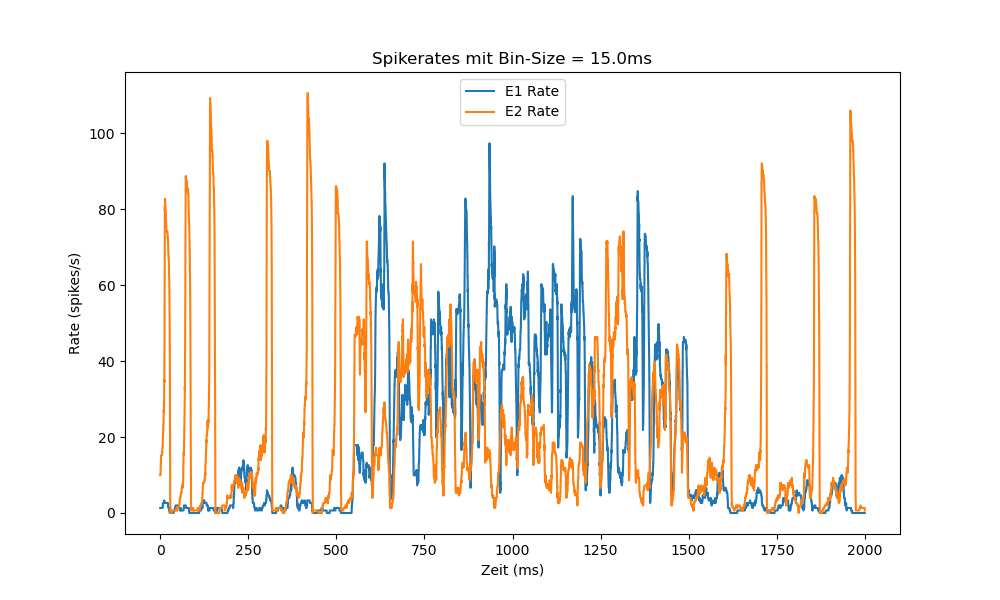 Spikerates mit Bin-Size = 15.0ms
E1 Rate
E2 Rate
Rate (spikes/s)
100
80
60
40
20
0
0 250 500 750 1000 1250 1500 1750 2000
Zeit (ms)